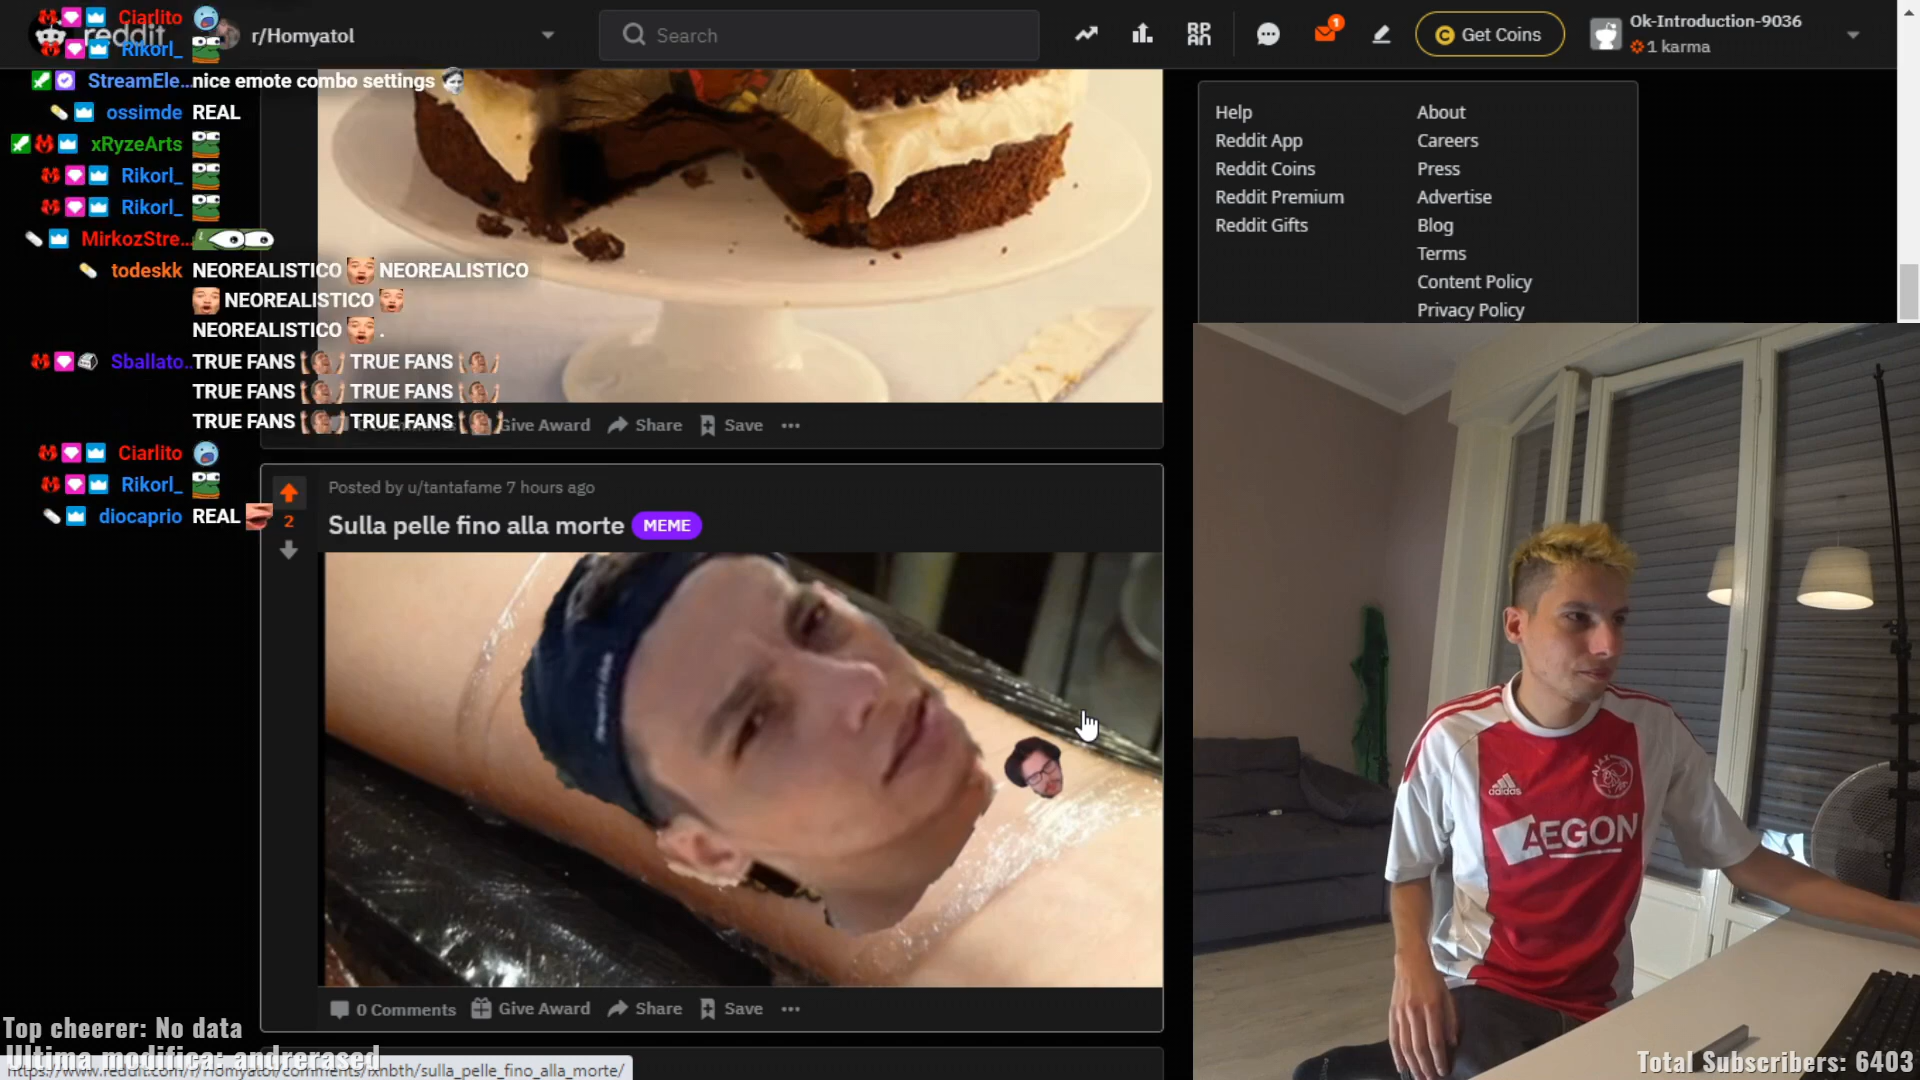 Ciarlito
reddit
r/Homyatol
Search
1
Get Coins
Ok-Introduction-9036
1 karma
Rikorl_
StreamEle... nice emote combo settings
ossimde REAL
xRyzeArts
Rikorl_
Rikorl_
MirkozStre...
todeskk NEOREALISTICO NEOREALISTICO
NEOREALISTICO
NEOREALISTICO .
Sballato.. TRUE FANS TRUE FANS
TRUE FANS TRUE FANS
TRUE FANS TRUE FANS
Give Award Share Save
Ciarlito
Rikorl_
diocaprio REAL
Posted by u/tantafame 7 hours ago
2
Sulla pelle fino alla morte MEME
0 Comments Give Award Share Save
Help About
Reddit App Careers
Reddit Coins Press
Reddit Premium Advertise
Reddit Gifts Blog
Terms
Content Policy
Privacy Policy
adidas
AJAX
AEGON
Top cheerer: No data
Ultima modifica: andrerased
Total Subscribers: 6403